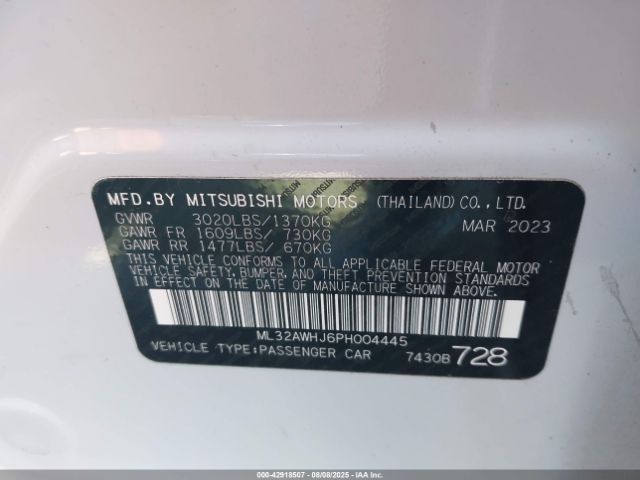 MFD.BY MITSUBISHI MOTORS (THAILAND)CO.,LTD.
GVWR 3020LBS/1370KG MAR 2023
GAWR FR 1609LBS/ 730KG
GAWR RR 1477LBS/ 670KG
THIS VEHICLE CONFORMS TO ALL APPLICABLE FEDERAL MOTOR
VEHICLE SAFETY, BUMPER, AND THEFT PREVENTION STANDARDS
IN EFFECT ON THE DATE OF MANUFACTURE SHOWN ABOVE.
ML32AWHJ6PH004445
VEHICLE TYPE:PASSENGER CAR 7430B 728
000-42918507 - 08/08/2025 - IAAI.COM